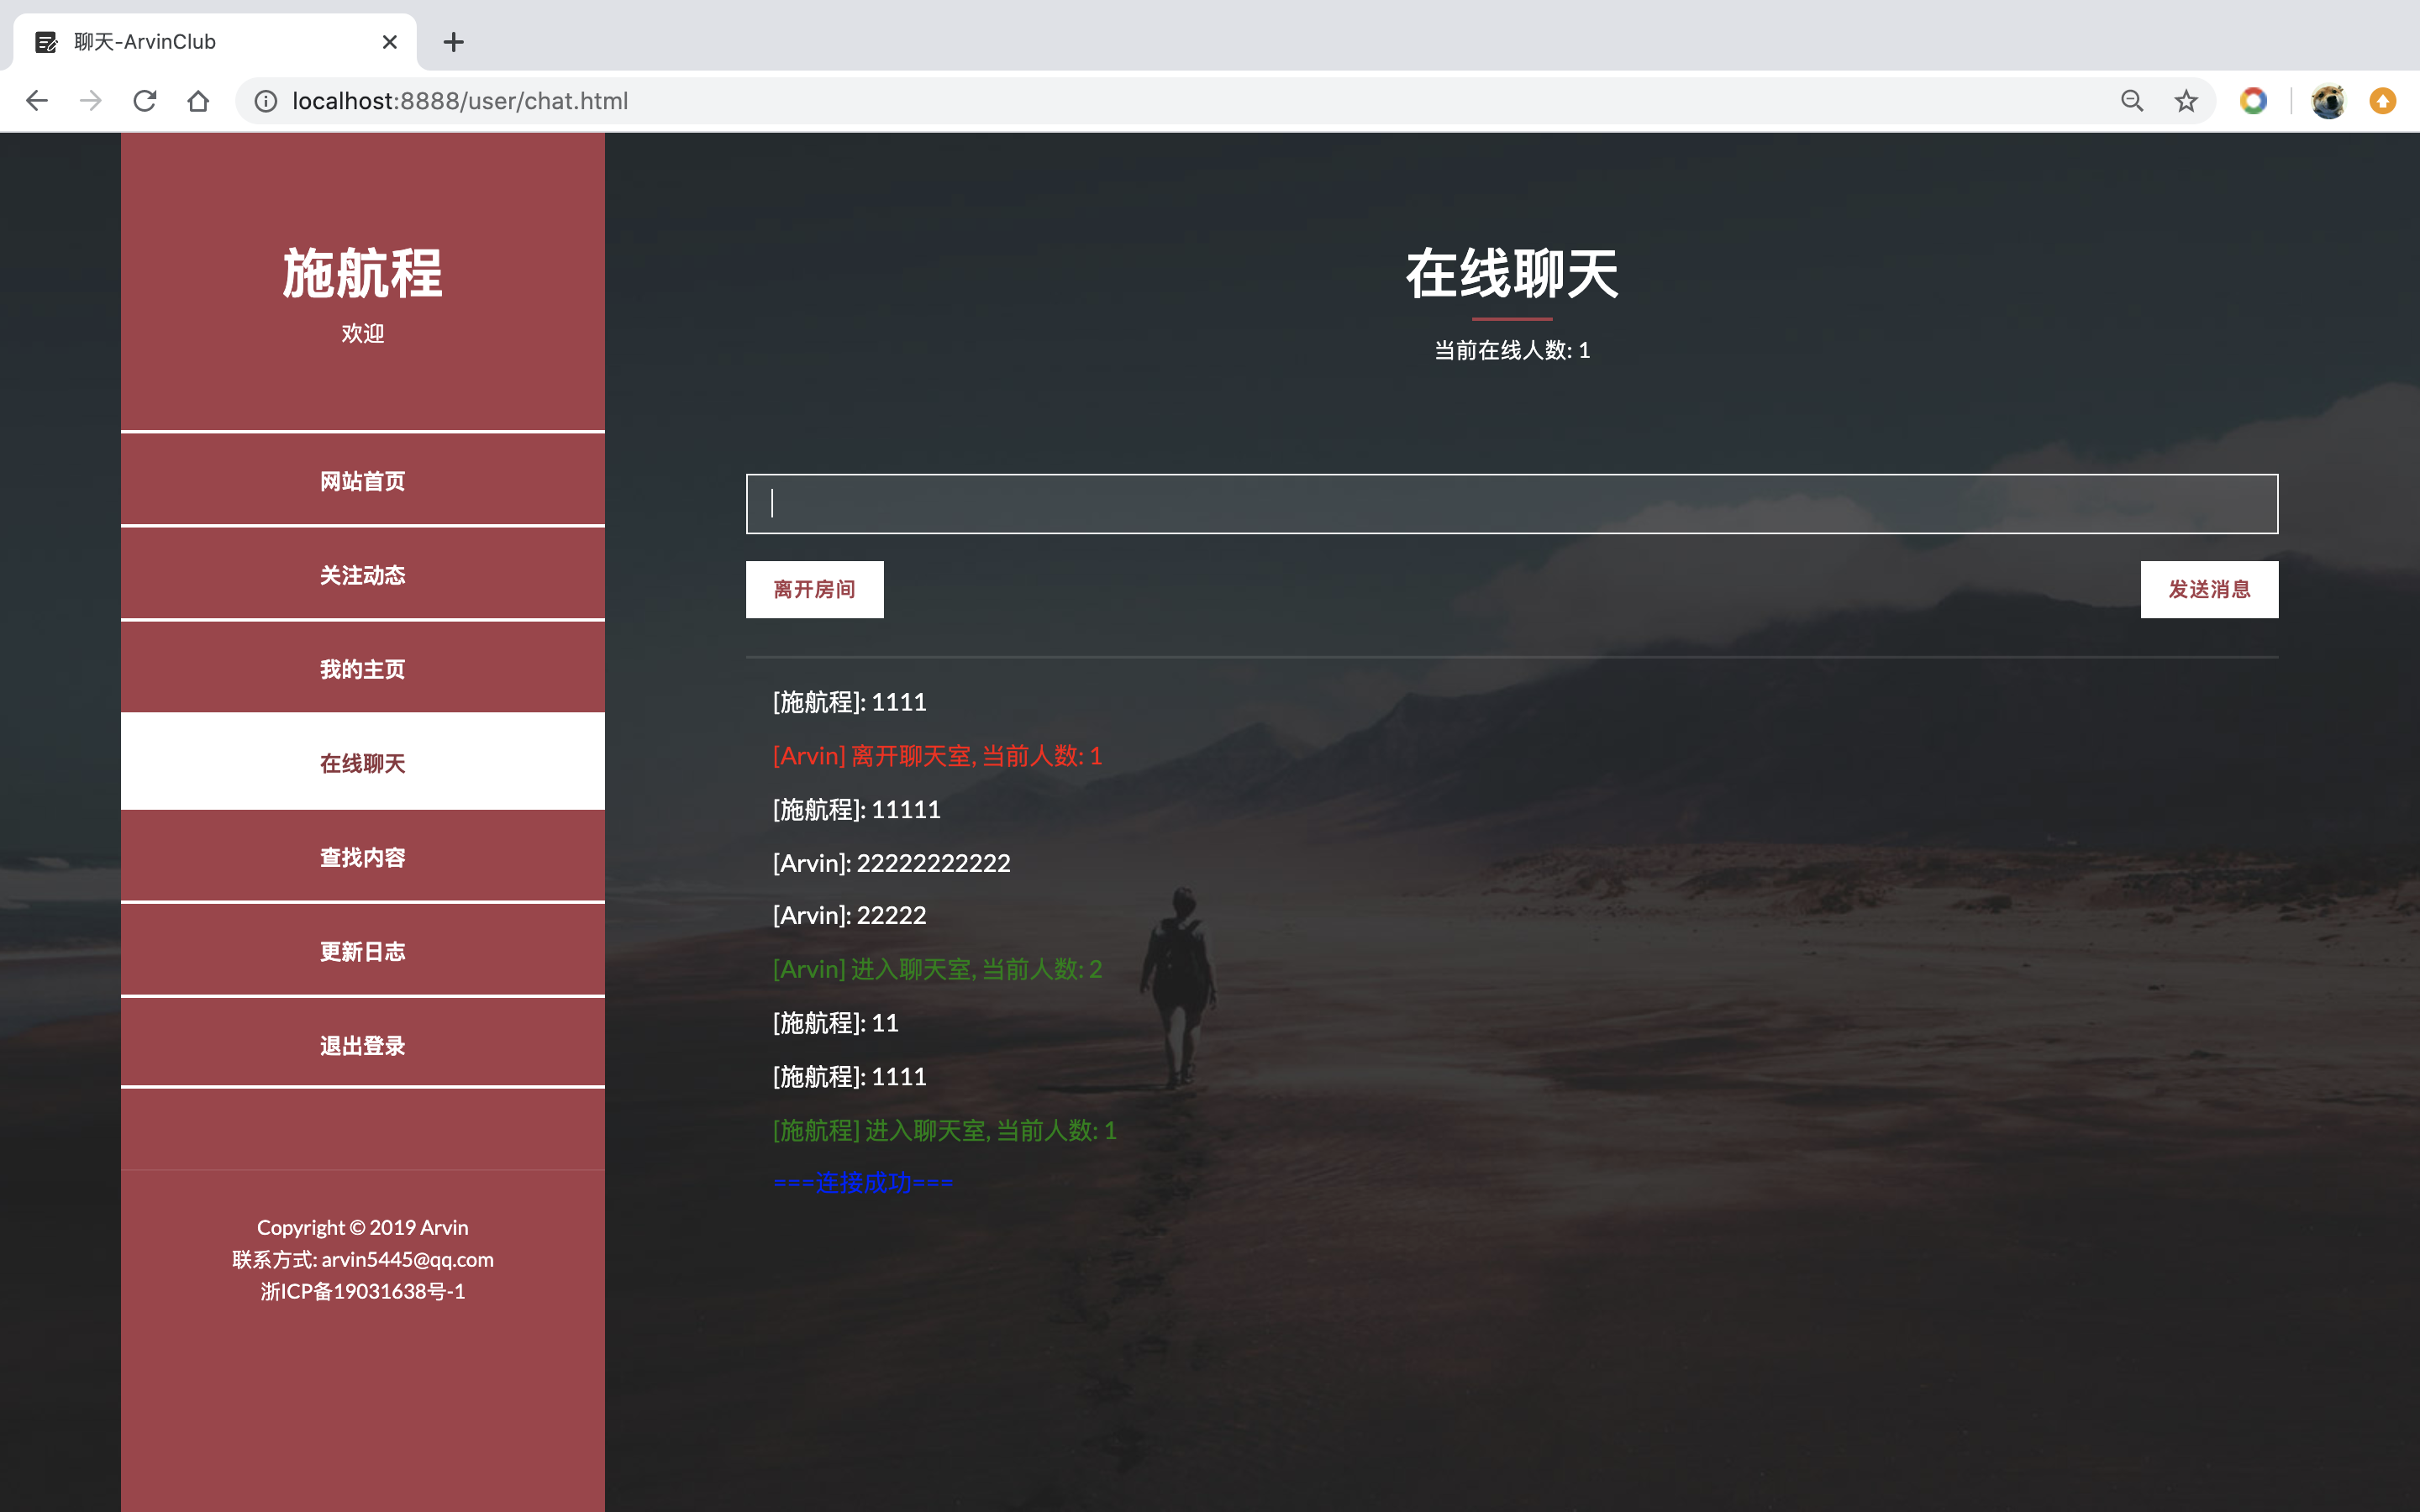 聊天-ArvinClub
localhost:8888/user/chat.html
施航程
欢迎
网站首页
关注动态
我的主页
在线聊天
查找内容
更新日志
退出登录
Copyright © 2019 Arvin
联系方式: arvin5445@qq.com
浙ICP备19031638号-1
在线聊天
当前在线人数: 1
离开房间
发送消息
[施航程]: 1111
[Arvin] 离开聊天室, 当前人数: 1
[施航程]: 11111
[Arvin]: 22222222222
[Arvin]: 22222
[Arvin] 进入聊天室, 当前人数: 2
[施航程]: 11
[施航程]: 1111
[施航程] 进入聊天室, 当前人数: 1
===连接成功===